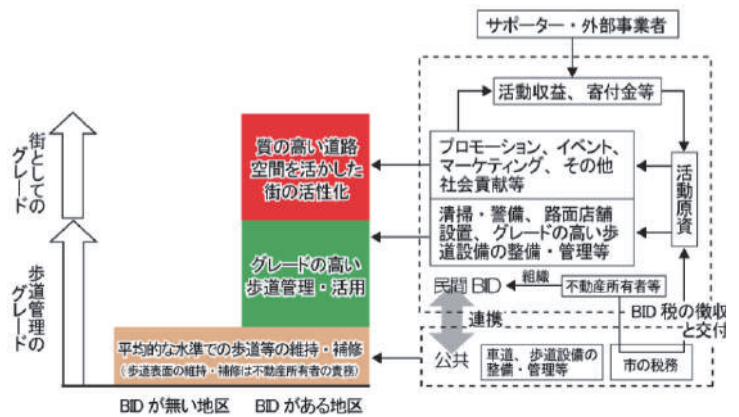 サポーター・外部事業者
活動収益、寄付金等
街としての
グレード
質の高い道路
空間を活かした
街の活性化
プロモーション、イベント、
マーケティング、その他
社会貢献等
活動原資
清掃・警備、路面店舗
設置、グレードの高い歩
道設備の整備・管理等
歩道管理の
グレード
グレードの高い
歩道管理・活用
民間 BID
組織
不動産所有者等
連携
BID 税の徴収
と交付
平均的な水準での歩道等の維持・補修
(歩道表面の維持・補修は不動産所有者の責務)
公共
車道、歩道設備の
整備・管理等
市の税務
BID が無い地区
BID がある地区